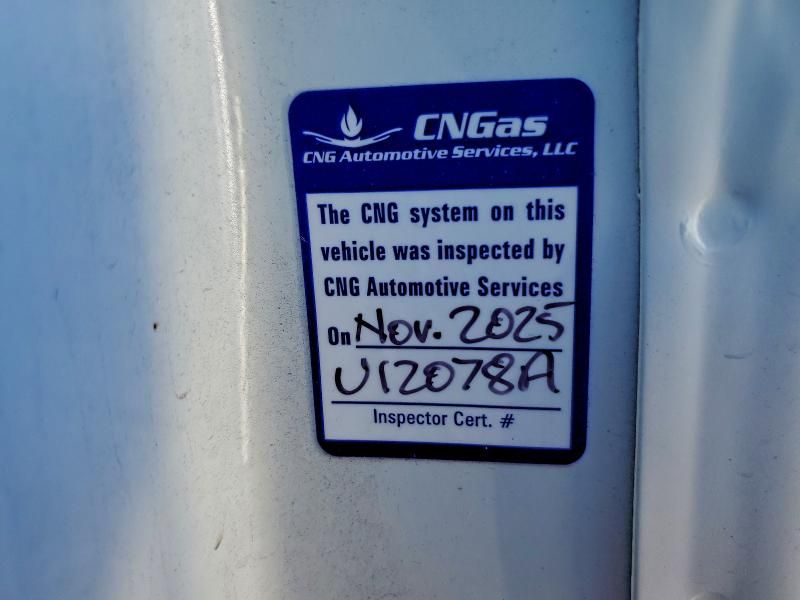 CNGas
CNG Automotive Services, LLC
The CNG system on this
vehicle was inspected by
CNG Automotive Services
On Nov. 2025
U12078A
Inspector Cert. #